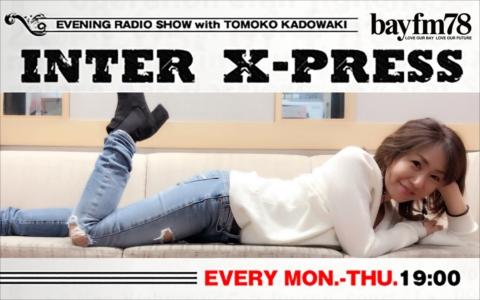 EVENING RADIO SHOW with TOMOKO KADOWAKI
bayfm78
LOVE OUR BAY LOVE OUR FUTURE
INTER X-PRESS
EVERY MON.-THU.19:00